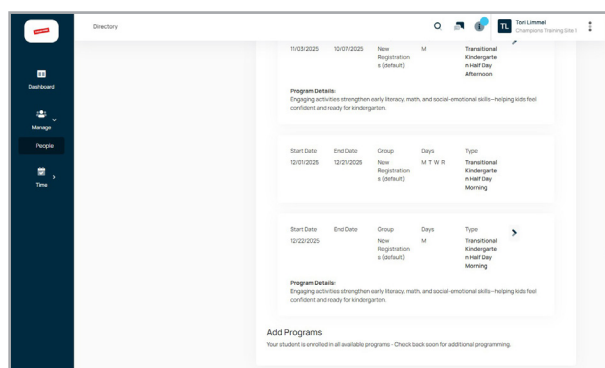 Directory
TL
Tori Limmel
Champions Training Site 1
Dashboard
Manage
People
Time
11/03/2025 10/07/2025 New M Transitional
Registration Kindergarte
s (default) n Half Day
Afternoon
Program Details:
Engaging activities strengthen early literacy, math, and social-emotional skills—helping kids feel
confident and ready for kindergarten.
Start Date End Date Group Days Type
12/01/2025 12/21/2025 New M T W R Transitional
Registration Kindergarte
s (default) n Half Day
Morning
Start Date End Date Group Days Type
12/22/2025 New M Transitional
Registration Kindergarte
s (default) n Half Day
Morning
Program Details:
Engaging activities strengthen early literacy, math, and social-emotional skills—helping kids feel
confident and ready for kindergarten.
Add Programs
Your student is enrolled in all available programs - Check back soon for additional programming.